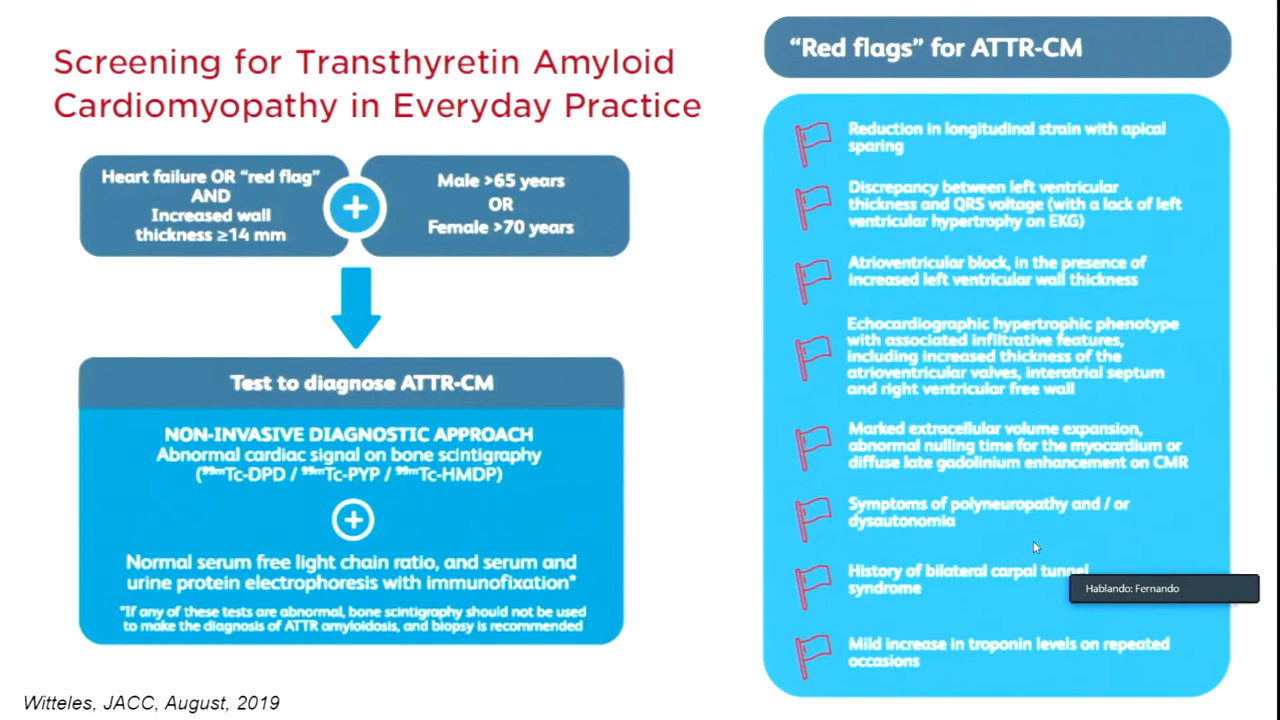 Screening for Transthyretin Amyloid
Cardiomyopathy in Everyday Practice
Heart failure OR “red flag”
AND
Increased wall
thickness ≥14 mm
+
Male >65 years
OR
Female >70 years
Test to diagnose ATTR-CM
NON-INVASIVE DIAGNOSTIC APPROACH
Abnormal cardiac signal on bone scintigraphy
(⁹⁹ᵐTc-DPD / ⁹⁹ᵐTc-PYP / ⁹⁹ᵐTc-HMDP)
+
Normal serum free light chain ratio, and serum and
urine protein electrophoresis with immunofixation*
*If any of these tests are abnormal, bone scintigraphy should not be used
to make the diagnosis of ATTR amyloidosis, and biopsy is recommended
Witteles, JACC, August, 2019
“Red flags” for ATTR-CM
Reduction in longitudinal strain with apical
sparing
Discrepancy between left ventricular
thickness and QRS voltage (with a lack of left
ventricular hypertrophy on EKG)
Atrioventricular block, in the presence of
increased left ventricular wall thickness
Echocardiographic hypertrophic phenotype
with associated infiltrative features,
including increased thickness of the
atrioventricular valves, interatrial septum
and right ventricular free wall
Marked extracellular volume expansion,
abnormal nulling time for the myocardium or
diffuse late gadolinium enhancement on CMR
Symptoms of polyneuropathy and / or
dysautonomia
History of bilateral carpal tunnel
syndrome
Hablando: Fernando
Mild increase in troponin levels on repeated
occasions